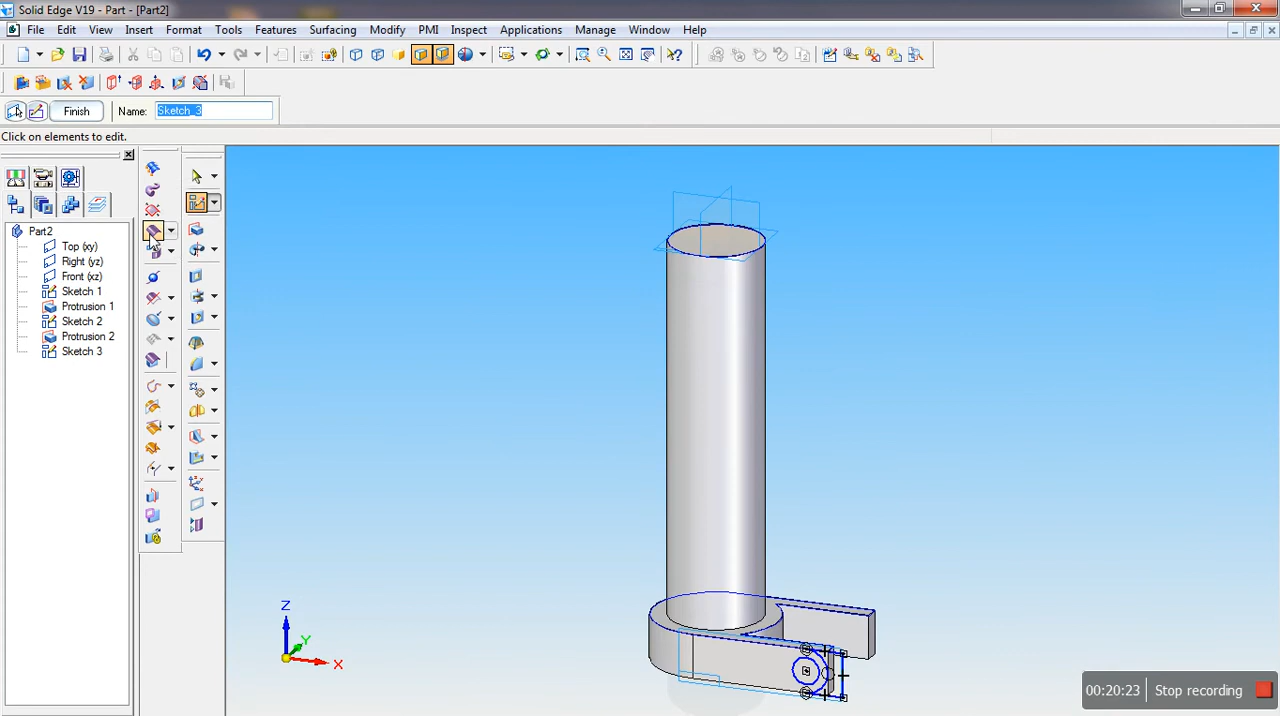 Solid Edge V19 - Part - [Part2]
File Edit View Insert Format Tools Features Surfacing Modify PMI Inspect Applications Manage Window Help
Finish Name: Sketch_3
Click on elements to edit.
Part2
Top (xy)
Right (yz)
Front (xz)
Sketch 1
Protrusion 1
Sketch 2
Protrusion 2
Sketch 3
Z
Y
X
00:20:23 Stop recording